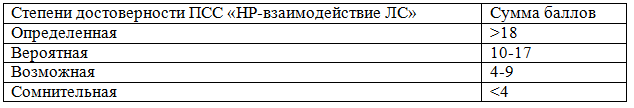 Степени достоверности ПСС «НР-взаимодействие ЛС» Сумма баллов
Определенная >18
Вероятная 10-17
Возможная 4-9
Сомнительная <4